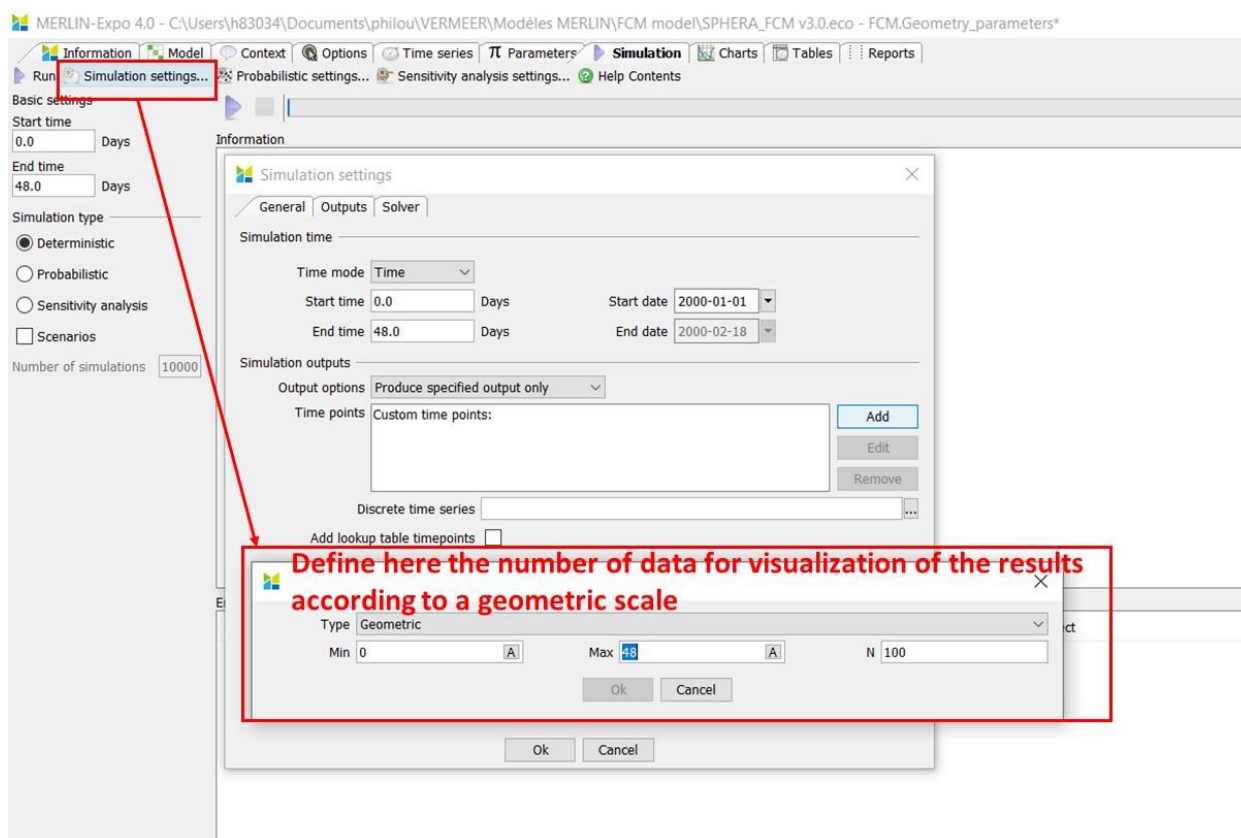 MERLIN-Expo 4.0 - C:\Users\h83034\Documents\philou\VERMEER\Modèles MERLIN\FCM model\SPHERA_FCM v3.0.eco - FCM.Geometry_parameters*
Information Model Context Options Time series π Parameters Simulation Charts Tables Reports
Run Simulation settings... Probabilistic settings... Sensitivity analysis settings... Help Contents
Basic settings
Start time
0.0 Days
End time
48.0 Days
Simulation type
Deterministic
Probabilistic
Sensitivity analysis
Scenarios
Number of simulations 10000
Information
Simulation settings
General Outputs Solver
Simulation time
Time mode Time
Start time 0.0 Days Start date 2000-01-01
End time 48.0 Days End date 2000-02-18
Simulation outputs
Output options Produce specified output only
Time points Custom time points: Add
Edit
Remove
Discrete time series ...
Add lookup table timepoints
Define here the number of data for visualization of the results
according to a geometric scale
Type Geometric
Min 0 A Max 48 A N 100
Ok Cancel
Ok Cancel